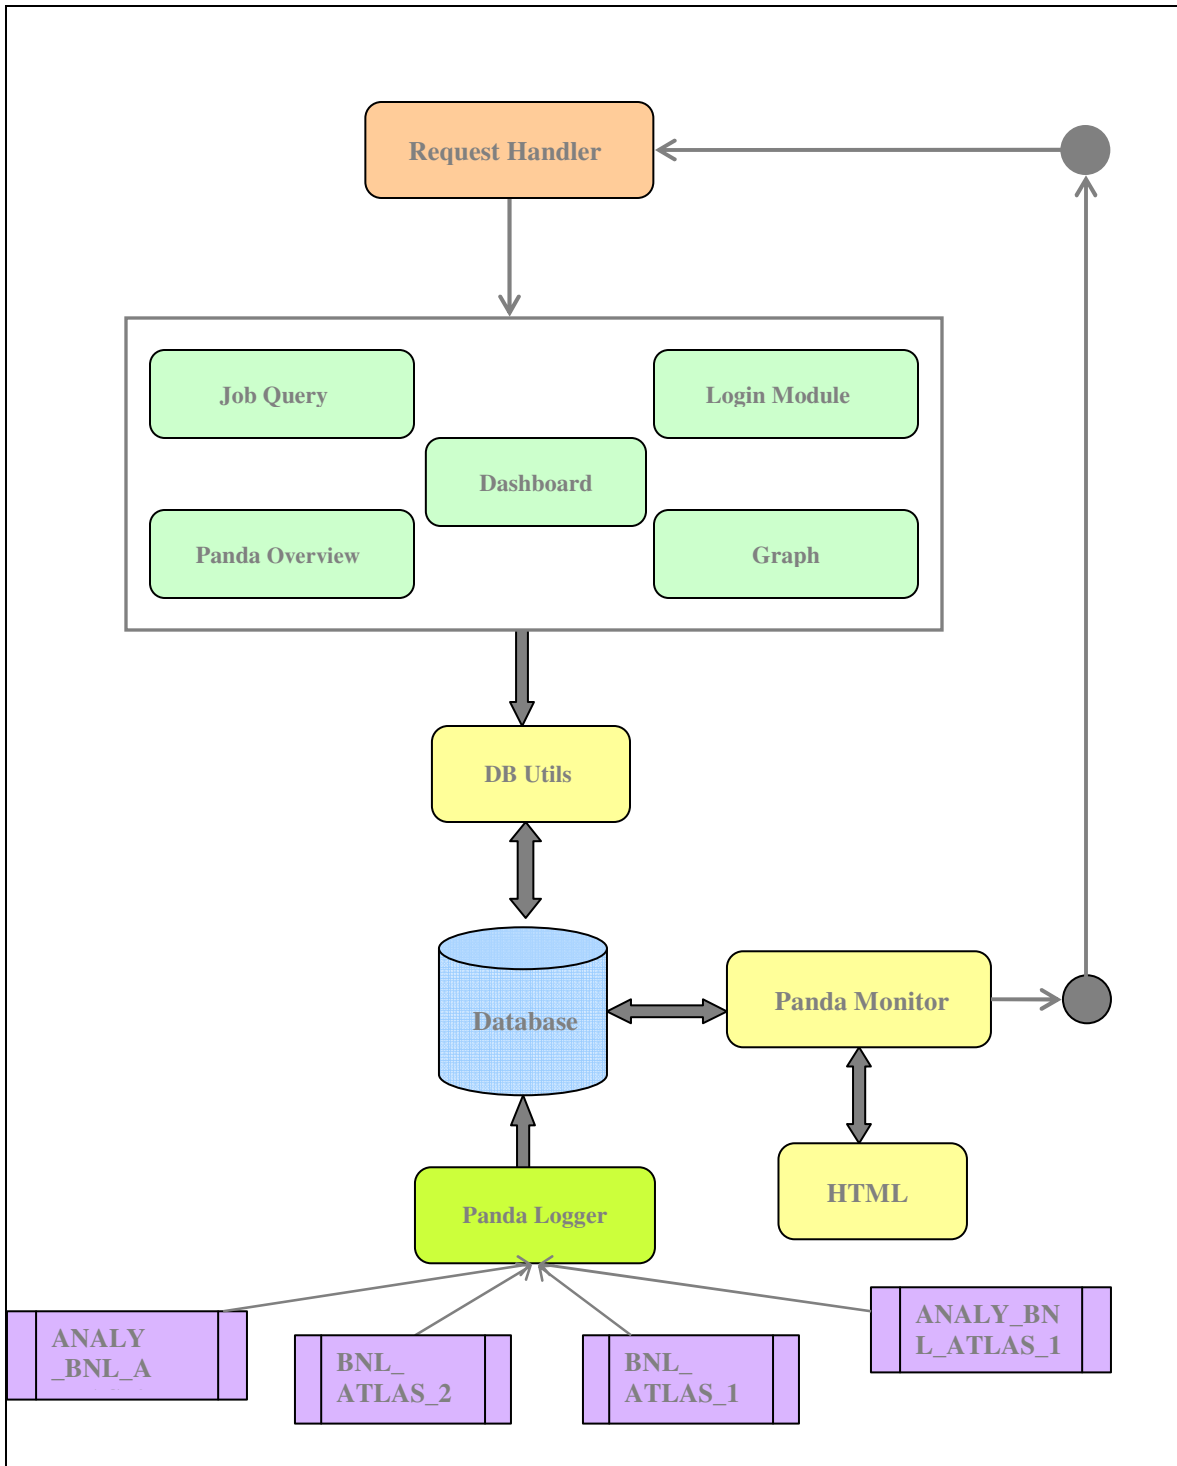 Request Handler
Job Query
Login Module
Dashboard
Panda Overview
Graph
DB Utils
Database
Panda Monitor
Panda Logger
HTML
ANALY
_BNL_A
BNL_
ATLAS_2
BNL_
ATLAS_1
ANALY_BN
L_ATLAS_1